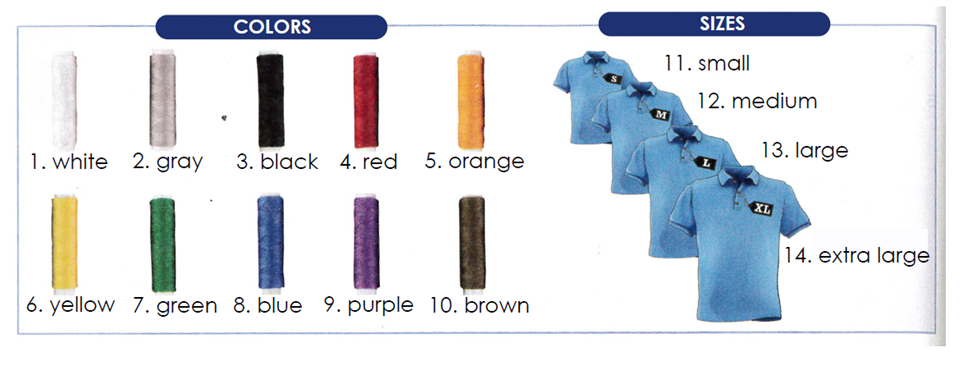 COLORS
1. white 2. gray 3. black 4. red 5. orange
6. yellow 7. green 8. blue 9. purple 10. brown
SIZES
S
11. small
M
12. medium
L
13. large
XL
14. extra large